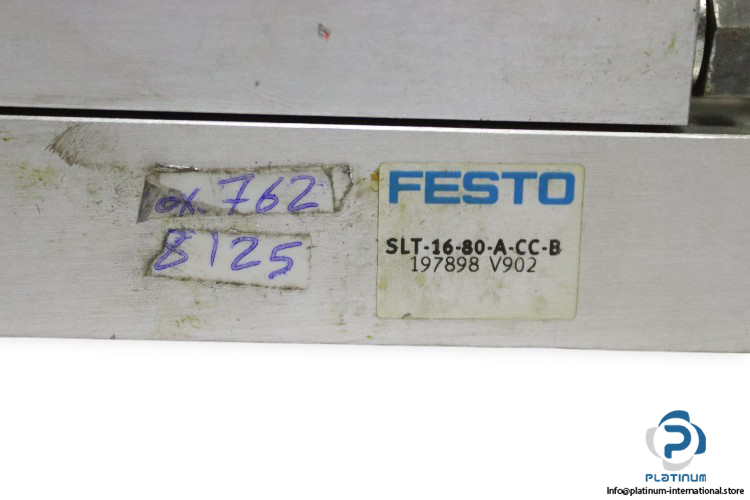 ox. 762
8125
FESTO
SLT-16-80-A-CC-B
197898 V902
PLATINUM
Info@platinum-international.store